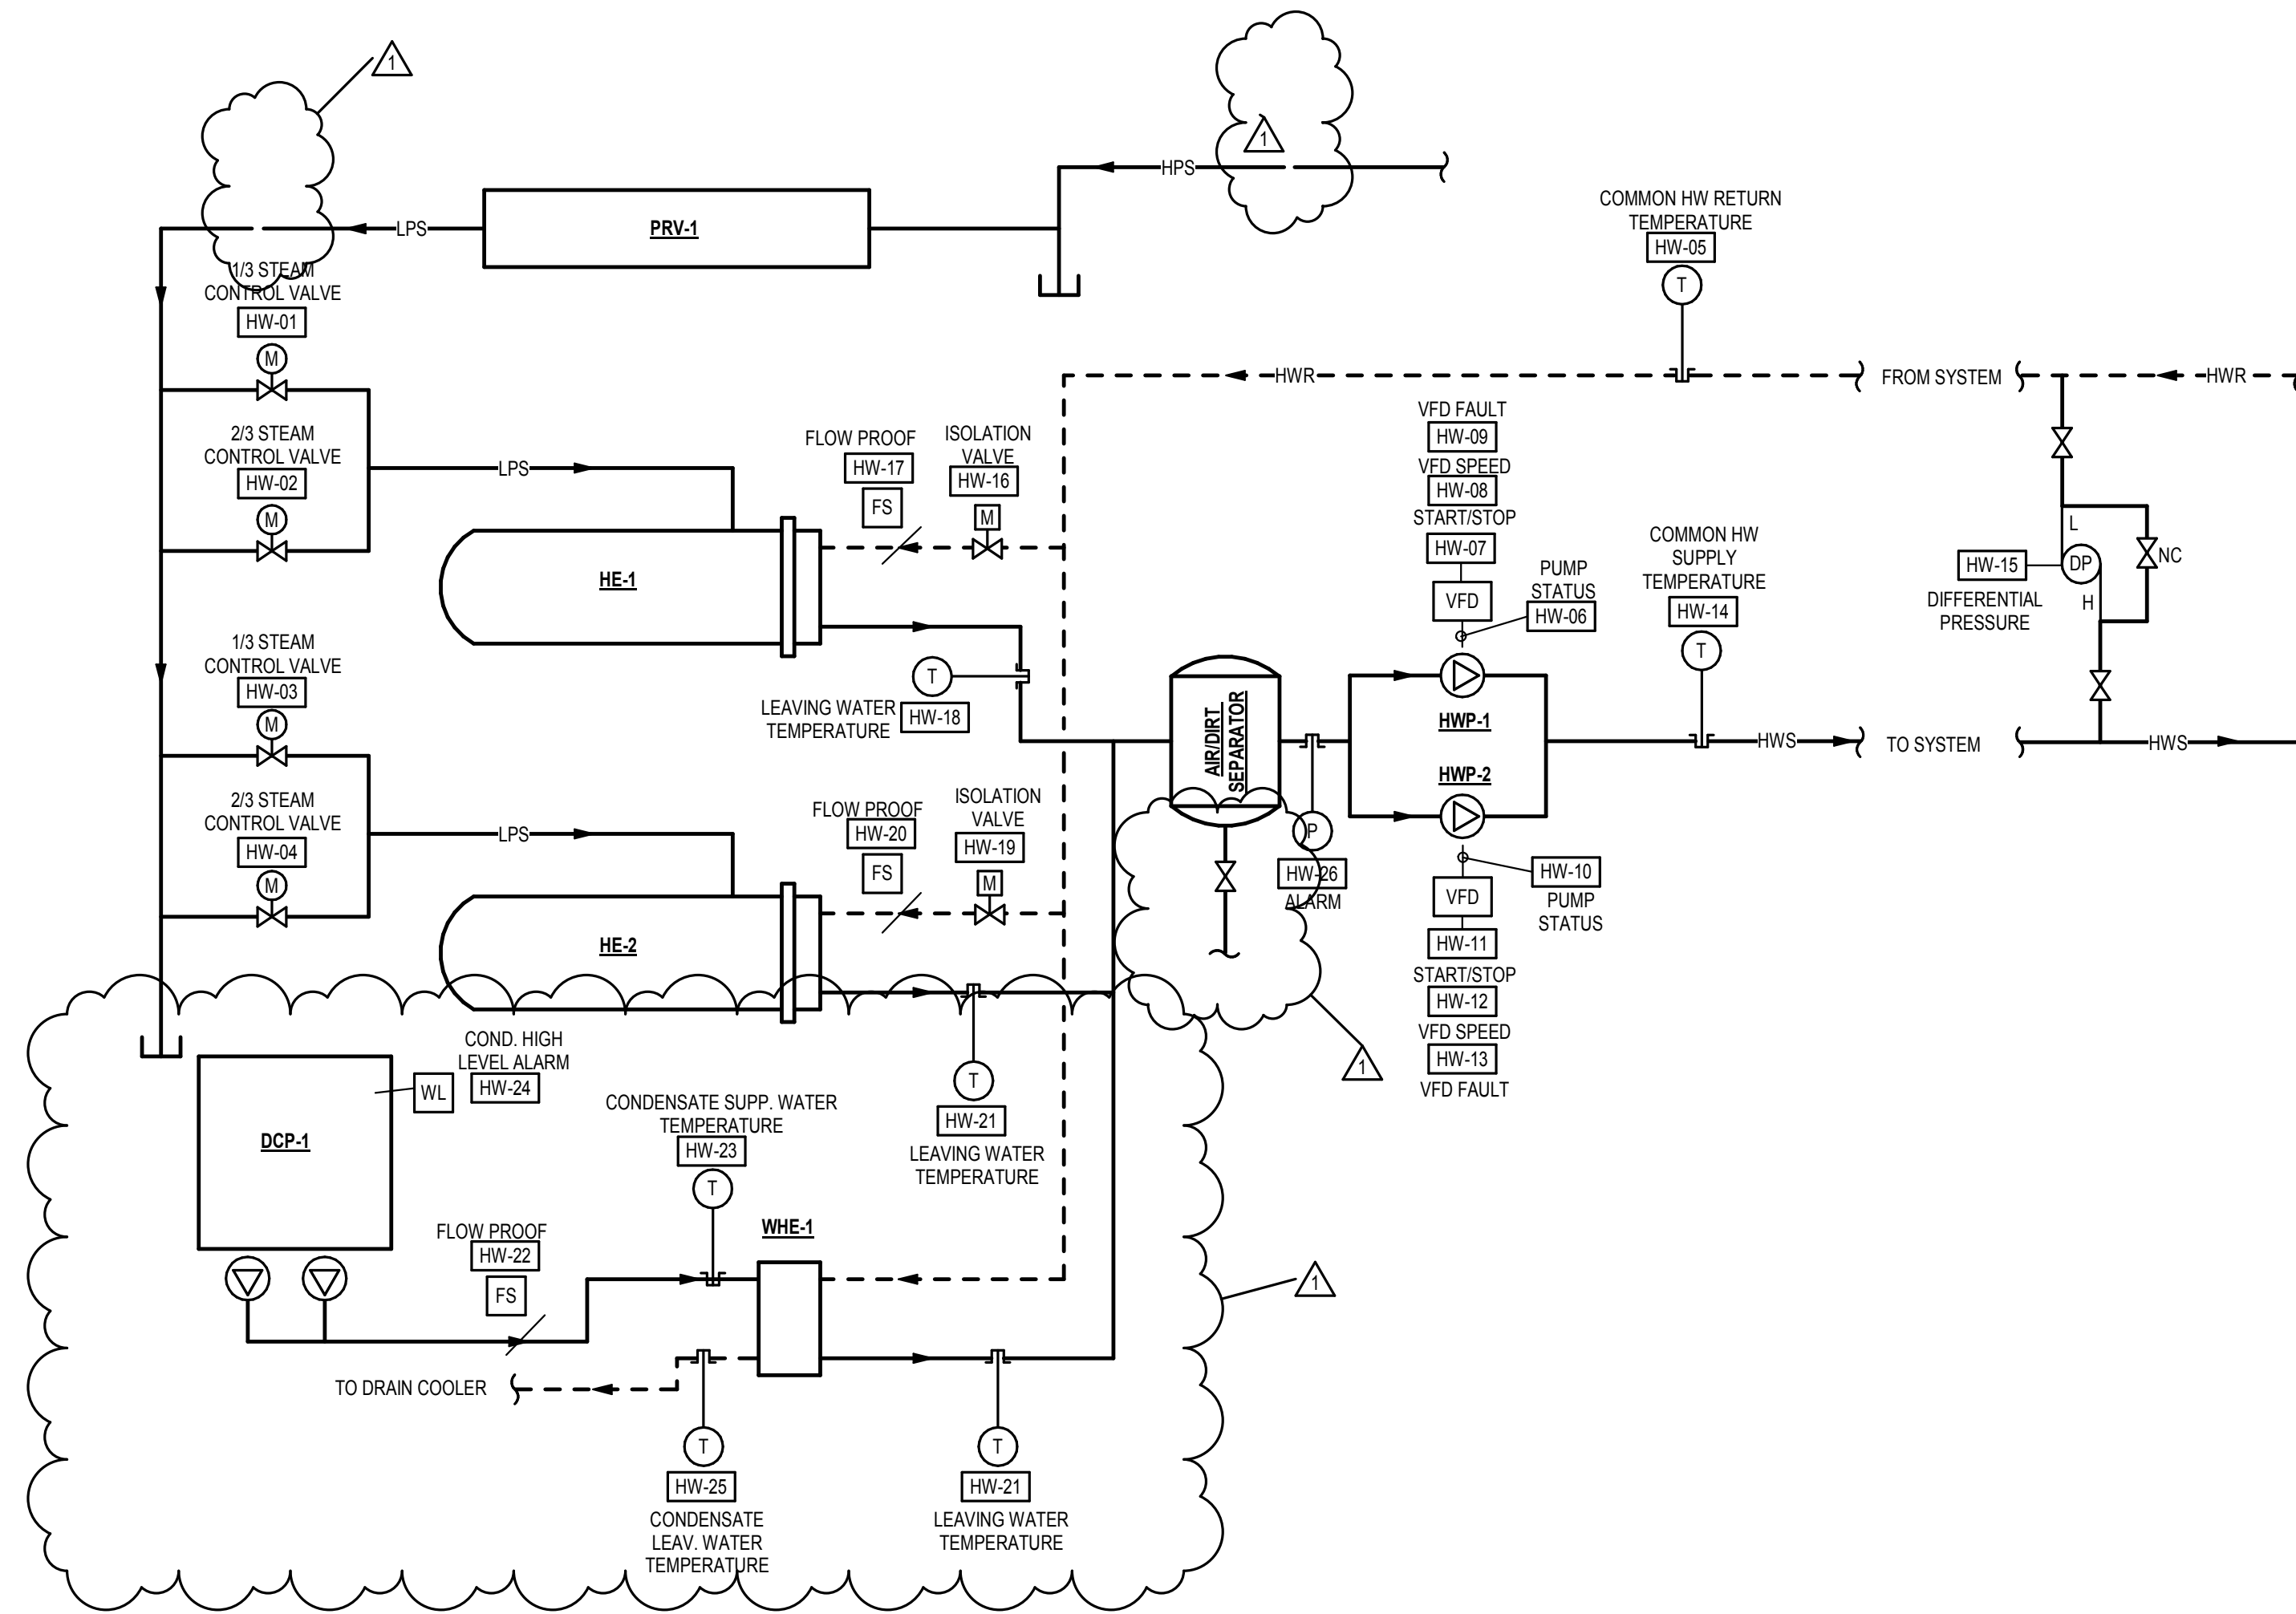 1
1
HPS
LPS
PRV-1
COMMON HW RETURN
TEMPERATURE
HW-05
T
1/3 STEAM
CONTROL VALVE
HW-01
M
2/3 STEAM
CONTROL VALVE
HW-02
M
LPS
HWR
FROM SYSTEM
HWR
FLOW PROOF
HW-17
FS
ISOLATION
VALVE
HW-16
M
HE-1
VFD FAULT
HW-09
VFD SPEED
HW-08
START/STOP
HW-07
VFD
PUMP
STATUS
HW-06
COMMON HW
SUPPLY
TEMPERATURE
HW-14
T
L
HW-15
DP
NC
H
DIFFERENTIAL
PRESSURE
1/3 STEAM
CONTROL VALVE
HW-03
M
T
LEAVING WATER
TEMPERATURE
HW-18
AIR/DIRT
SEPARATOR
HWP-1
HWS
TO SYSTEM
HWS
HWP-2
2/3 STEAM
CONTROL VALVE
HW-04
M
LPS
FLOW PROOF
HW-20
FS
ISOLATION
VALVE
HW-19
M
P
HW-26
ALARM
HW-10
PUMP
STATUS
VFD
HW-11
START/STOP
HW-12
VFD SPEED
HW-13
VFD FAULT
HE-2
1
COND. HIGH
LEVEL ALARM
HW-24
WL
DCP-1
CONDENSATE SUPP. WATER
TEMPERATURE
HW-23
T
T
HW-21
LEAVING WATER
TEMPERATURE
FLOW PROOF
HW-22
FS
WHE-1
1
TO DRAIN COOLER
T
HW-25
CONDENSATE
LEAV. WATER
TEMPERATURE
T
HW-21
LEAVING WATER
TEMPERATURE